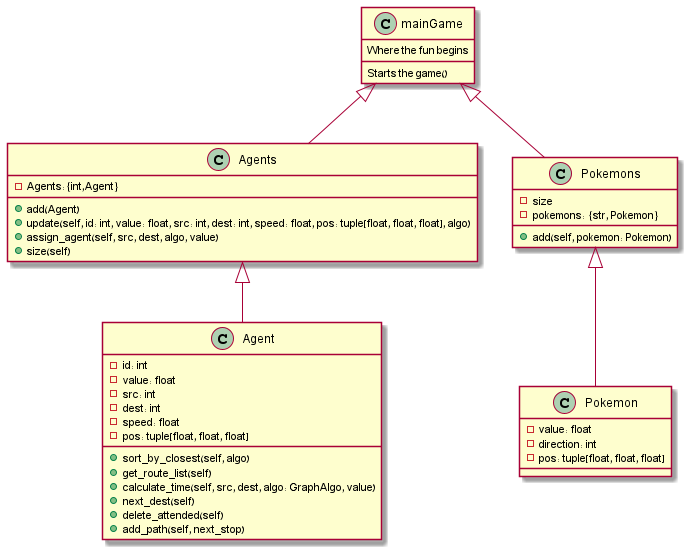 C mainGame
Where the fun begins
Starts the game()
C Agents
Agents: {int,Agent}
add(Agent)
update(self, id: int, value: float, src: int, dest: int, speed: float, pos: tuple[float, float, float], algo)
assign_agent(self, src, dest, algo, value)
size(self)
C Pokemons
size
pokemons: {str, Pokemon}
add(self, pokemon: Pokemon)
C Agent
id: int
value: float
src: int
dest: int
speed: float
pos: tuple[float, float, float]
sort_by_closest(self, algo)
get_route_list(self)
calculate_time(self, src, dest, algo: GraphAlgo, value)
next_dest(self)
delete_attended(self)
add_path(self, next_stop)
C Pokemon
value: float
direction: int
pos: tuple[float, float, float]